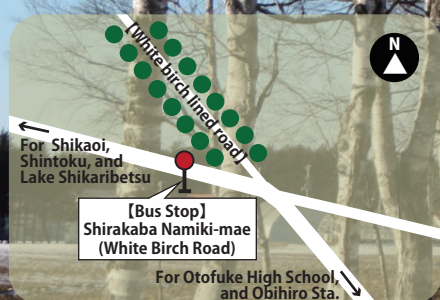 【White birch lined road】
N
For Shikaoi,
Shintoku, and
Lake Shikaribetsu
【Bus Stop】
Shirakaba Namiki-mae
(White Birch Road)
For Otofuke High School,
and Obihiro Sta.